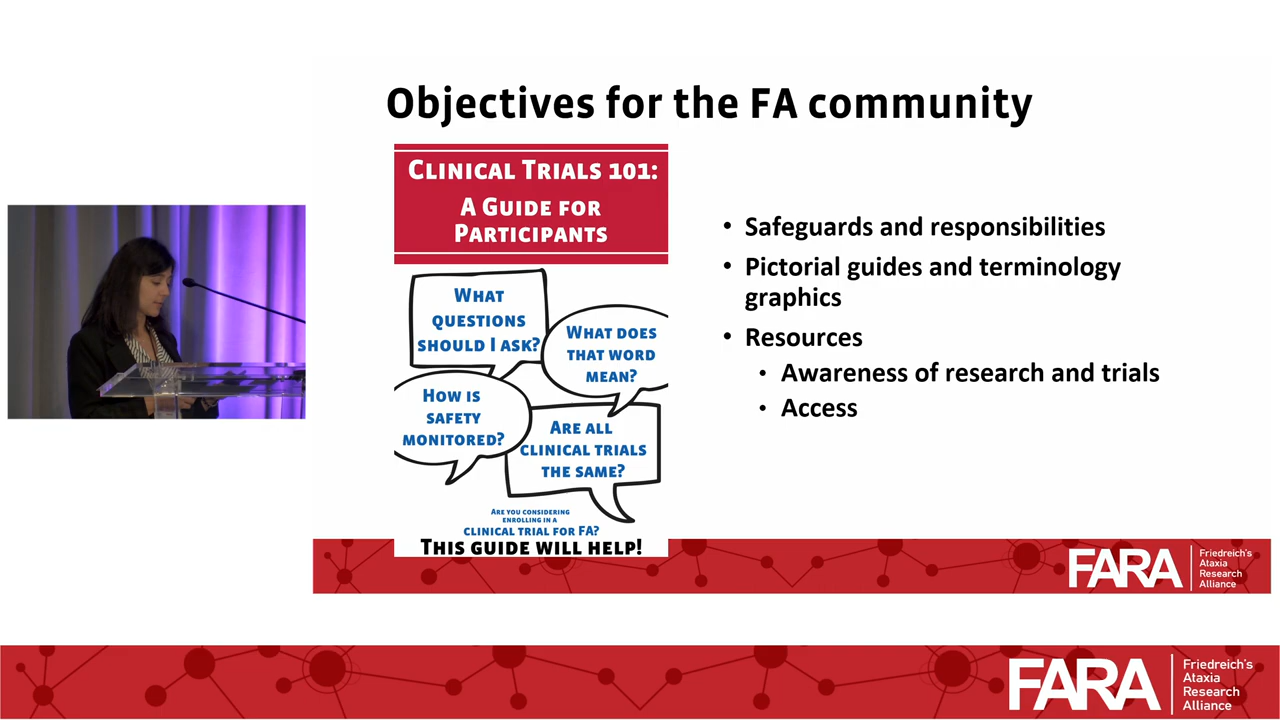 Objectives for the FA community
CLINICAL TRIALS 101:
A GUIDE FOR
PARTICIPANTS
WHAT
QUESTIONS
SHOULD I ASK?
WHAT DOES
THAT WORD
MEAN?
HOW IS
SAFETY
MONITORED?
ARE ALL
CLINICAL TRIALS
THE SAME?
ARE YOU CONSIDERING
ENROLLING IN A
CLINICAL TRIAL FOR FA?
THIS GUIDE WILL HELP!
• Safeguards and responsibilities
• Pictorial guides and terminology
graphics
• Resources
• Awareness of research and trials
• Access
FARA
Friedreich's
Ataxia
Research
Alliance
FARA
Friedreich's
Ataxia
Research
Alliance